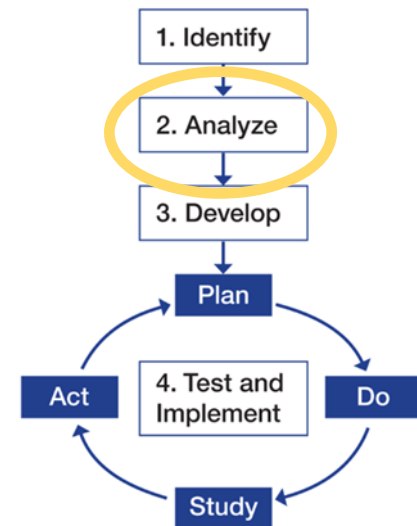 1. Identify
2. Analyze
3. Develop
Plan
Act
4. Test and
Implement
Do
Study